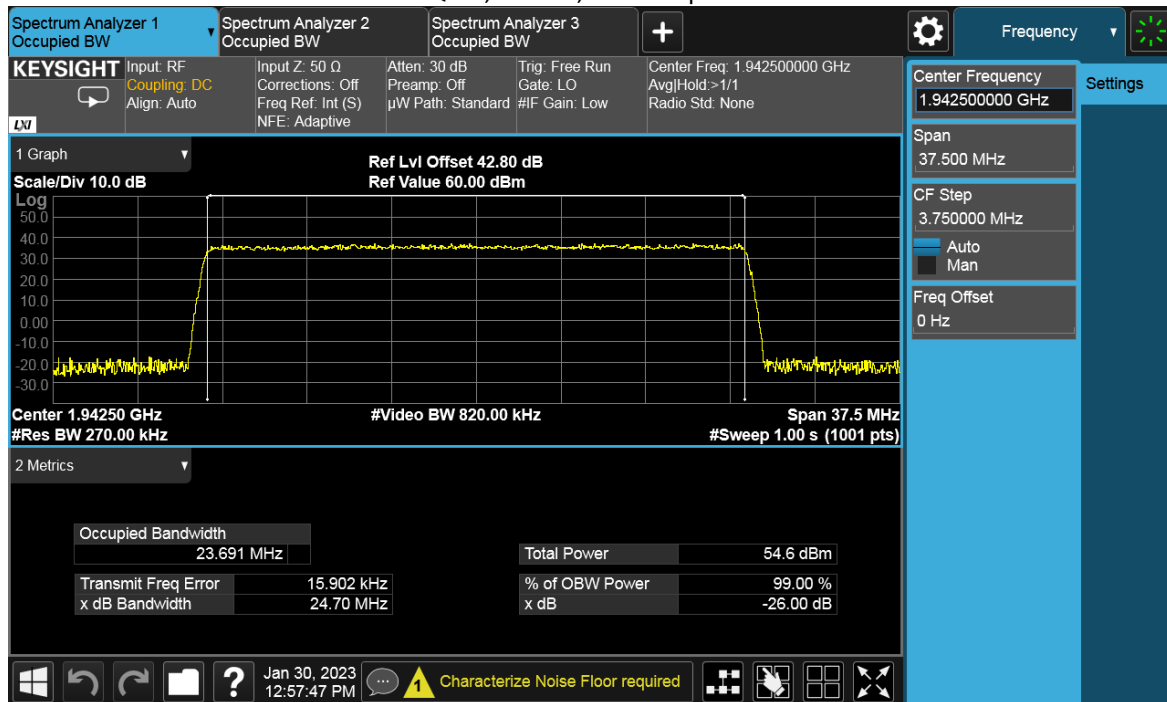 Spectrum Analyzer 1
Occupied BW
Spectrum Analyzer 2
Occupied BW
Spectrum Analyzer 3
Occupied BW
+
Frequency
KEYSIGHT
LXI
Input: RF
Coupling: DC
Align: Auto
Input Z: 50 Ω
Corrections: Off
Freq Ref: Int (S)
NFE: Adaptive
Atten: 30 dB
Preamp: Off
µW Path: Standard
Trig: Free Run
Gate: LO
#IF Gain: Low
Center Freq: 1.942500000 GHz
Avg|Hold:>1/1
Radio Std: None
Center Frequency
1.942500000 GHz
Settings
Span
37.500 MHz
CF Step
3.750000 MHz
Auto
Man
Freq Offset
0 Hz
1 Graph
Scale/Div 10.0 dB
Ref Lvl Offset 42.80 dB
Ref Value 60.00 dBm
Log
50.0
40.0
30.0
20.0
10.0
0.00
-10.0
-20.0
-30.0
Center 1.94250 GHz
#Video BW 820.00 kHz
Span 37.5 MHz
#Res BW 270.00 kHz
#Sweep 1.00 s (1001 pts)
2 Metrics
Occupied Bandwidth
23.691 MHz
Total Power 54.6 dBm
Transmit Freq Error 15.902 kHz
% of OBW Power 99.00 %
x dB Bandwidth 24.70 MHz
x dB -26.00 dB
?
Jan 30, 2023
12:57:47 PM
1
Characterize Noise Floor required